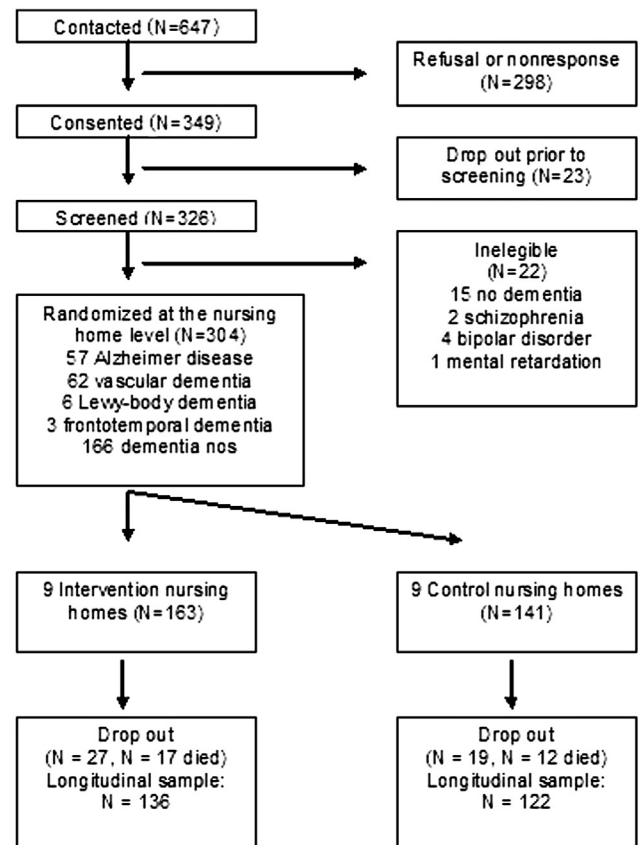 Contacted (N=647)
Refusal or nonresponse
(N=298)
Consented (N=349)
Drop out prior to
screening (N=23)
Screened (N=326)
Inelegible
(N=22)
15 no dementia
2 schizophrenia
4 bipolar disorder
1 mental retardation
Randomized at the nursing
home level (N=304)
57 Alzheimer disease
62 vascular dementia
6 Lewy-body dementia
3 frontotemporal dementia
166 dementia nos
9 Intervention nursing
homes (N=163)
9 Control nursing homes
(N=141)
Drop out
(N = 27, N = 17 died)
Longitudinal sample:
N = 136
Drop out
(N = 19, N = 12 died)
Longitudinal sample:
N = 122